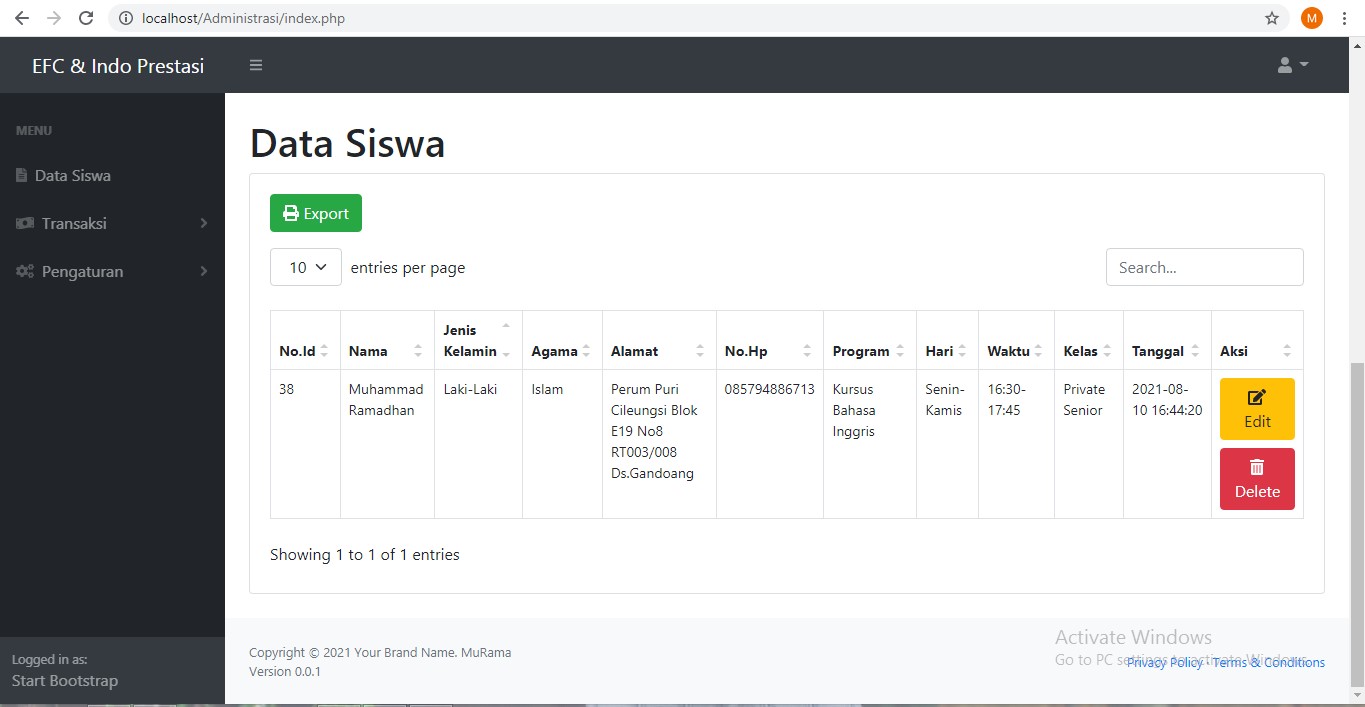 localhost/Administrasi/index.php
M
EFC & Indo Prestasi
MENU
Data Siswa
Transaksi
Pengaturan
Logged in as:
Start Bootstrap
Data Siswa
Export
10 entries per page
Search...
No.Id Nama Jenis Kelamin Agama Alamat No.Hp Program Hari Waktu Kelas Tanggal Aksi
38 Muhammad Laki-Laki Islam Perum Puri 085794886713 Kursus Senin- 16:30- Private 2021-08-
Ramadhan Cileungsi Blok Bahasa Kamis 17:45 Senior 10 16:44:20
Edit
E19 No8 Inggris
RT003/008
Ds.Gandoang
Delete
Showing 1 to 1 of 1 entries
Copyright © 2021 Your Brand Name. MuRama
Version 0.0.1
Activate Windows
Go to PC settings to activate Windows.
Privacy Policy · Terms & Conditions